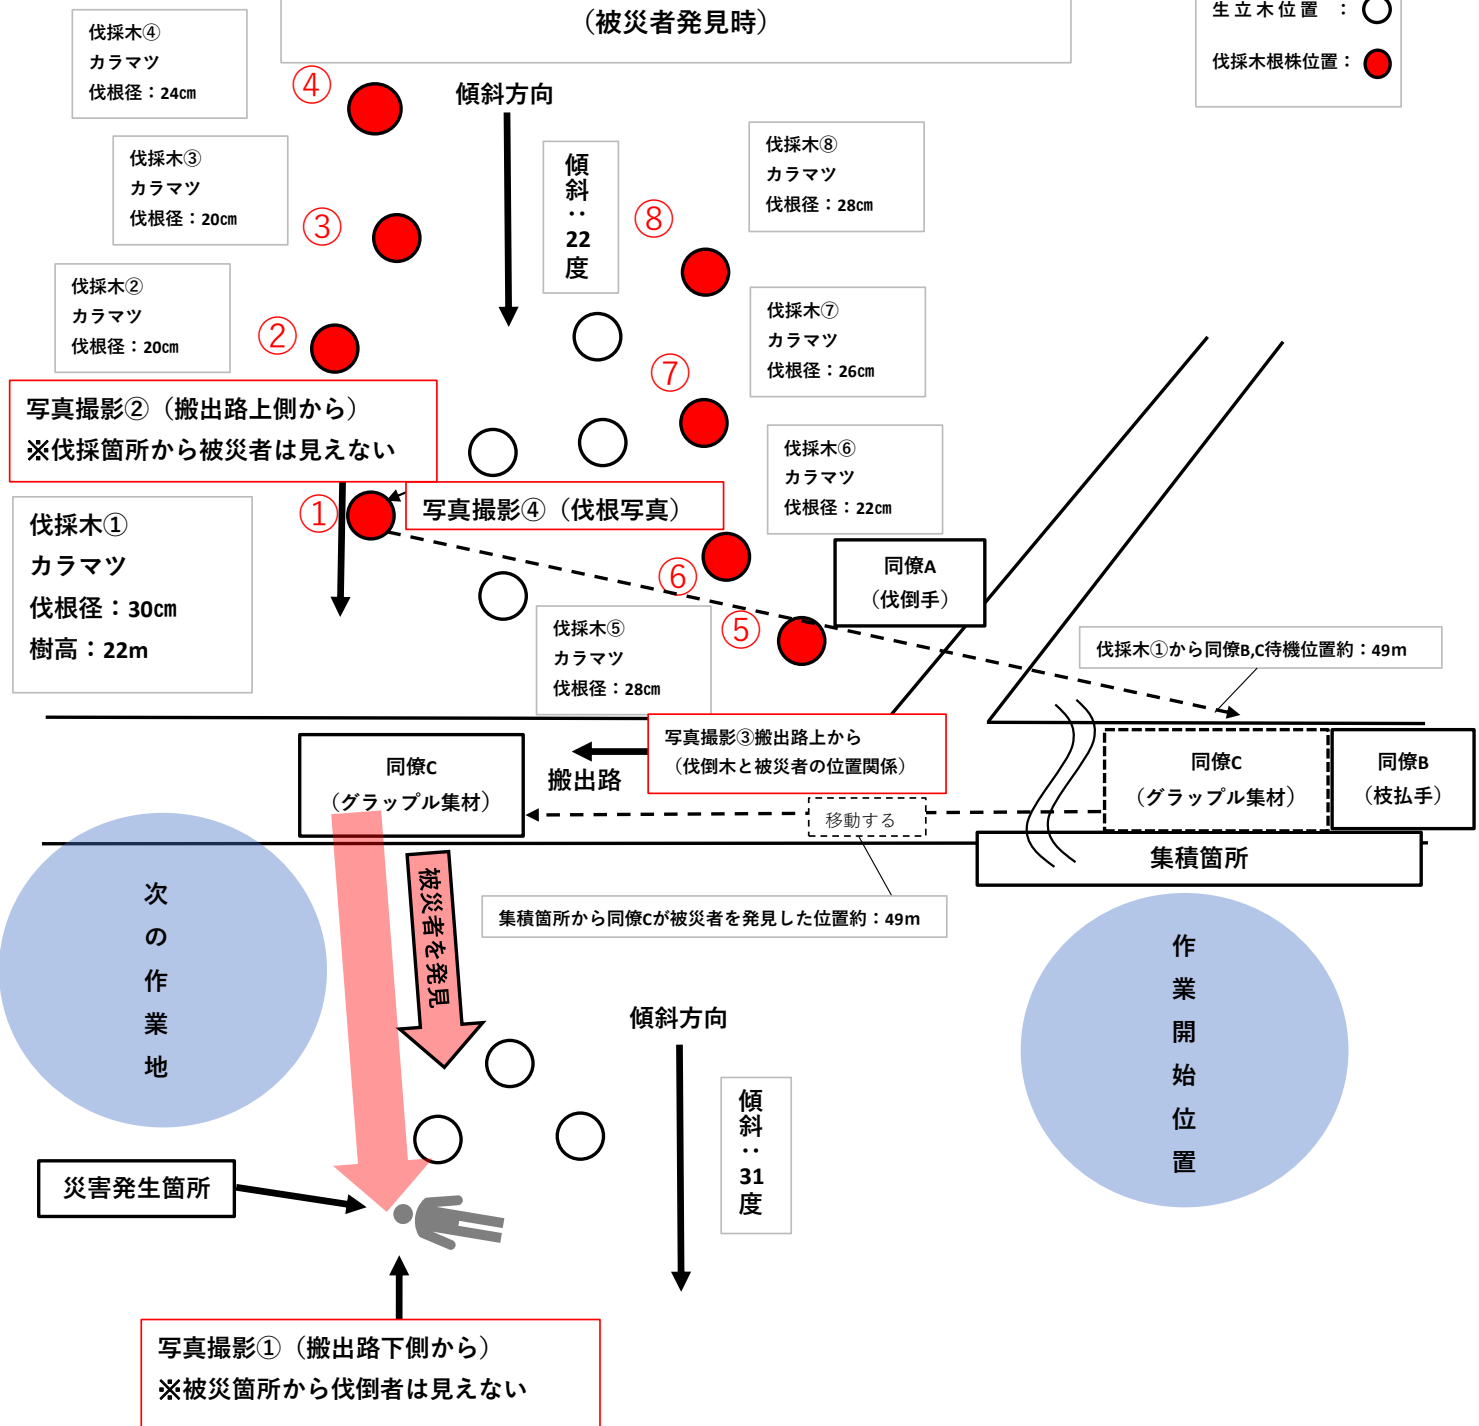 (被災者発見時)
生立木位置 :
伐採木根株位置:
伐採木④
カラマツ
伐根径:24㎝
④
傾斜方向
伐採木③
カラマツ
伐根径:20㎝
③
傾斜:22度
伐採木⑧
カラマツ
伐根径:28㎝
⑧
伐採木②
カラマツ
伐根径:20㎝
②
伐採木⑦
カラマツ
伐根径:26㎝
⑦
写真撮影②(搬出路上側から)
※伐採箇所から被災者は見えない
伐採木⑥
カラマツ
伐根径:22㎝
⑥
①
写真撮影④(伐根写真)
伐採木①
カラマツ
伐根径:30㎝
樹高:22m
同僚A
(伐倒手)
伐採木⑤
カラマツ
伐根径:28㎝
⑤
伐採木①から同僚B,C待機位置約:49m
写真撮影③搬出路上から
(伐倒木と被災者の位置関係)
搬出路
同僚C
(グラップル集材)
同僚C
(グラップル集材)
同僚B
(枝払手)
移動する
集積箇所
次の作業地
被災者を発見
集積箇所から同僚Cが被災者を発見した位置約:49m
作業開始位置
傾斜方向
傾斜:31度
災害発生箇所
写真撮影①(搬出路下側から)
※被災箇所から伐倒者は見えない